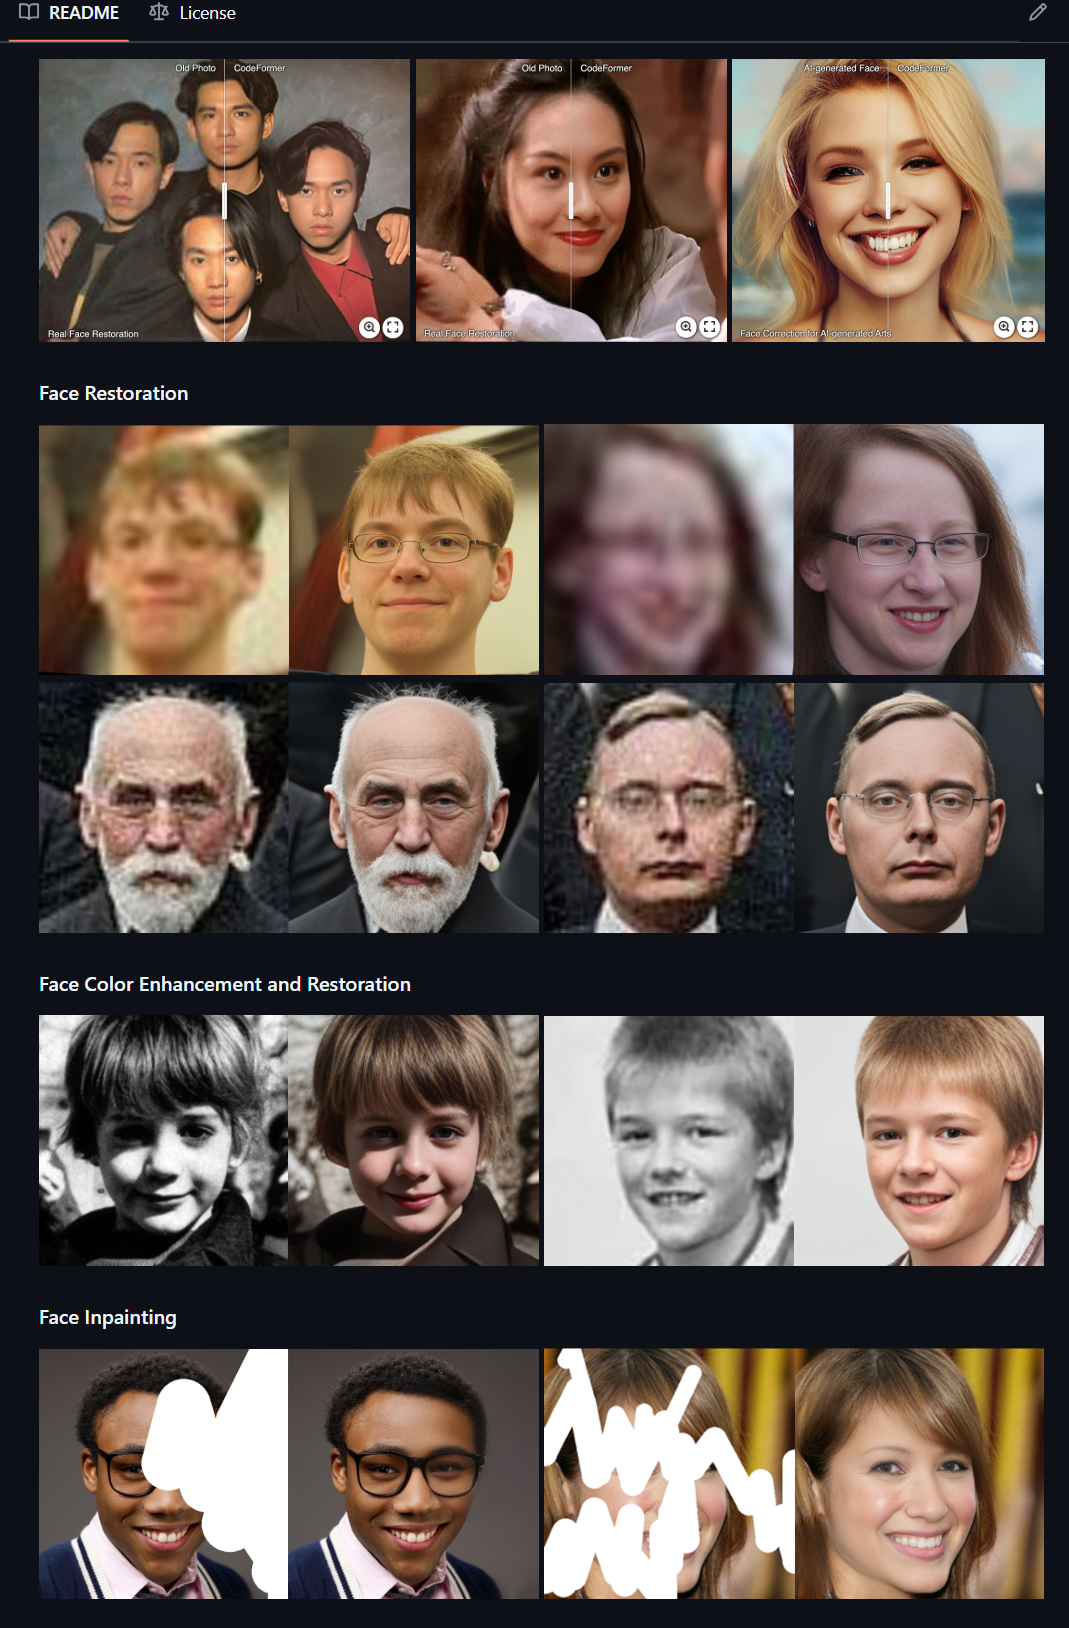 README
License
Old Photo
CodeFormer
Real Face Restoration
Old Photo
CodeFormer
Real Face Restoration
AI-generated Face
CodeFormer
Face Correction for AI-generated Arts
Face Restoration
Face Color Enhancement and Restoration
Face Inpainting